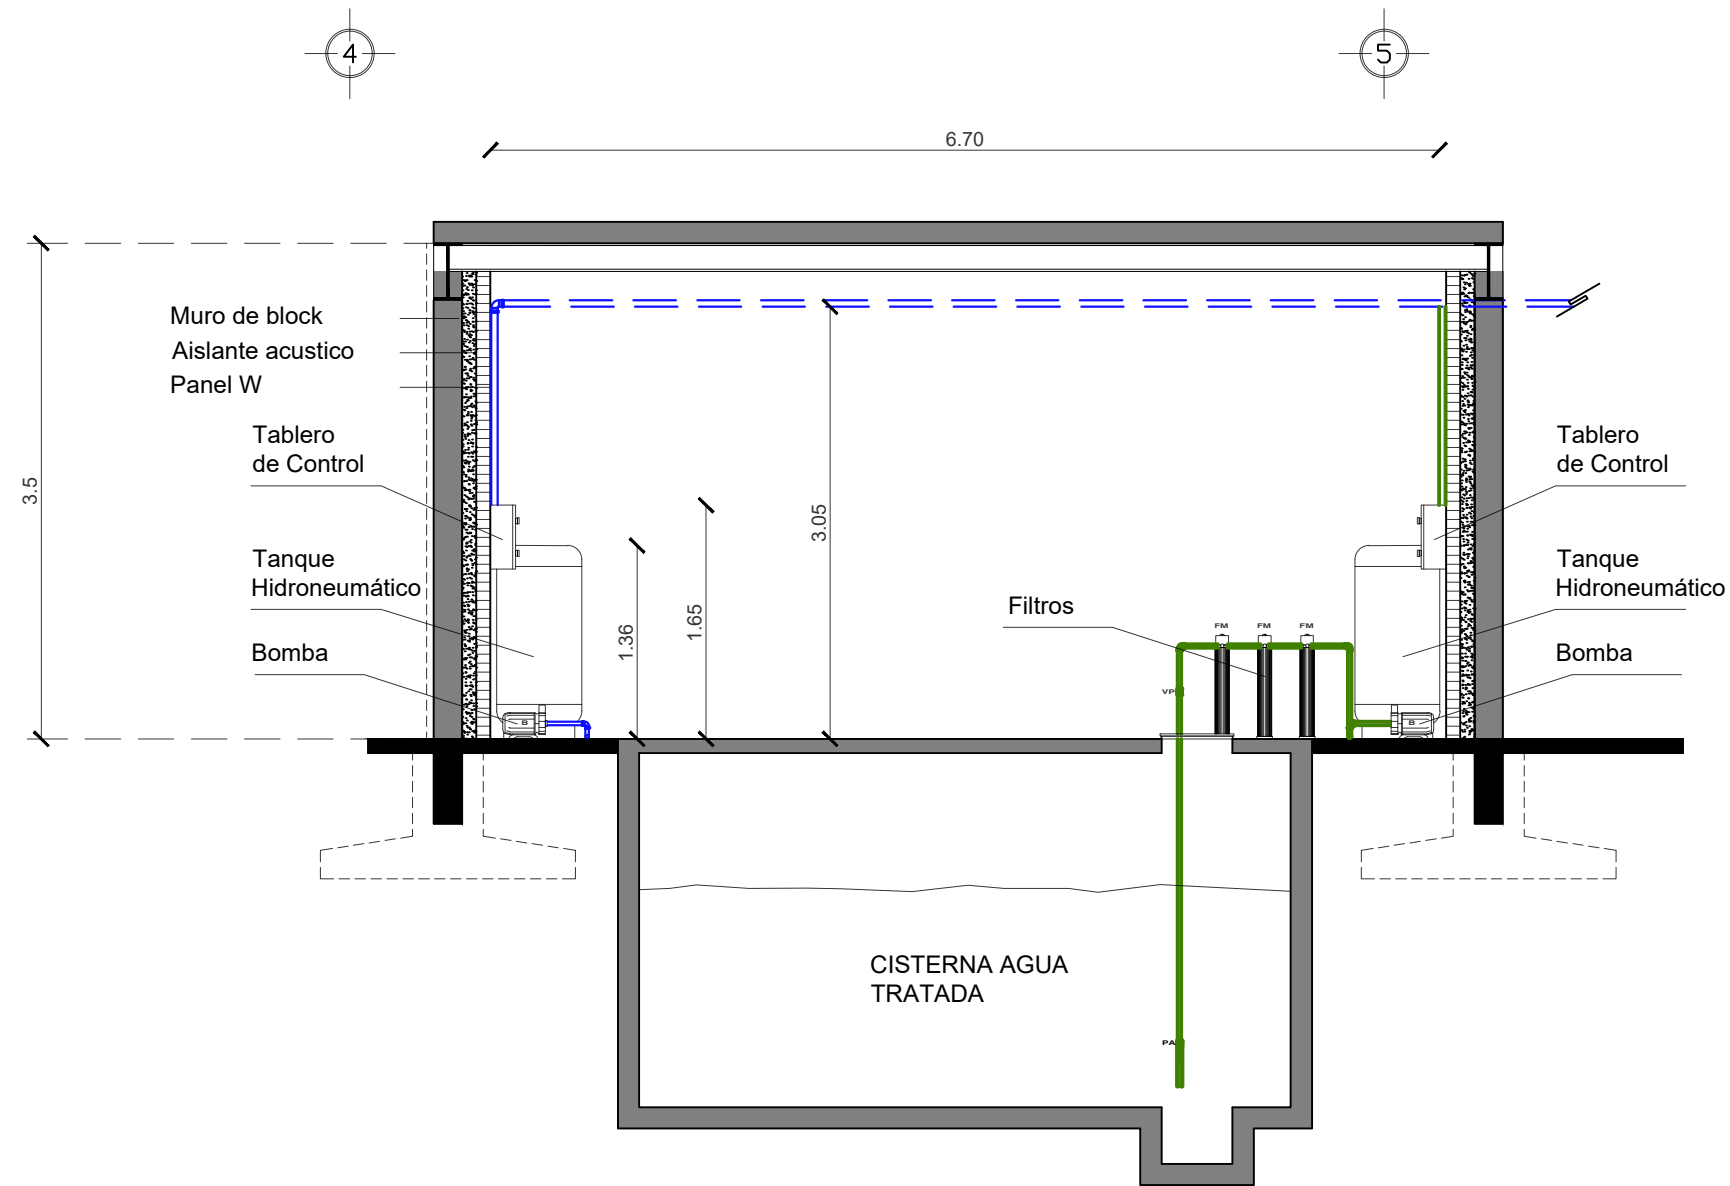 4
5
6.70
Muro de block
Aislante acustico
Panel W
Tablero
de Control
Tablero
de Control
3.5
3.05
Tanque
Hidroneumático
Tanque
Hidroneumático
1.65
1.36
Filtros
FM FM FM
Bomba
Bomba
VP
B
B
CISTERNA AGUA
TRATADA
PA